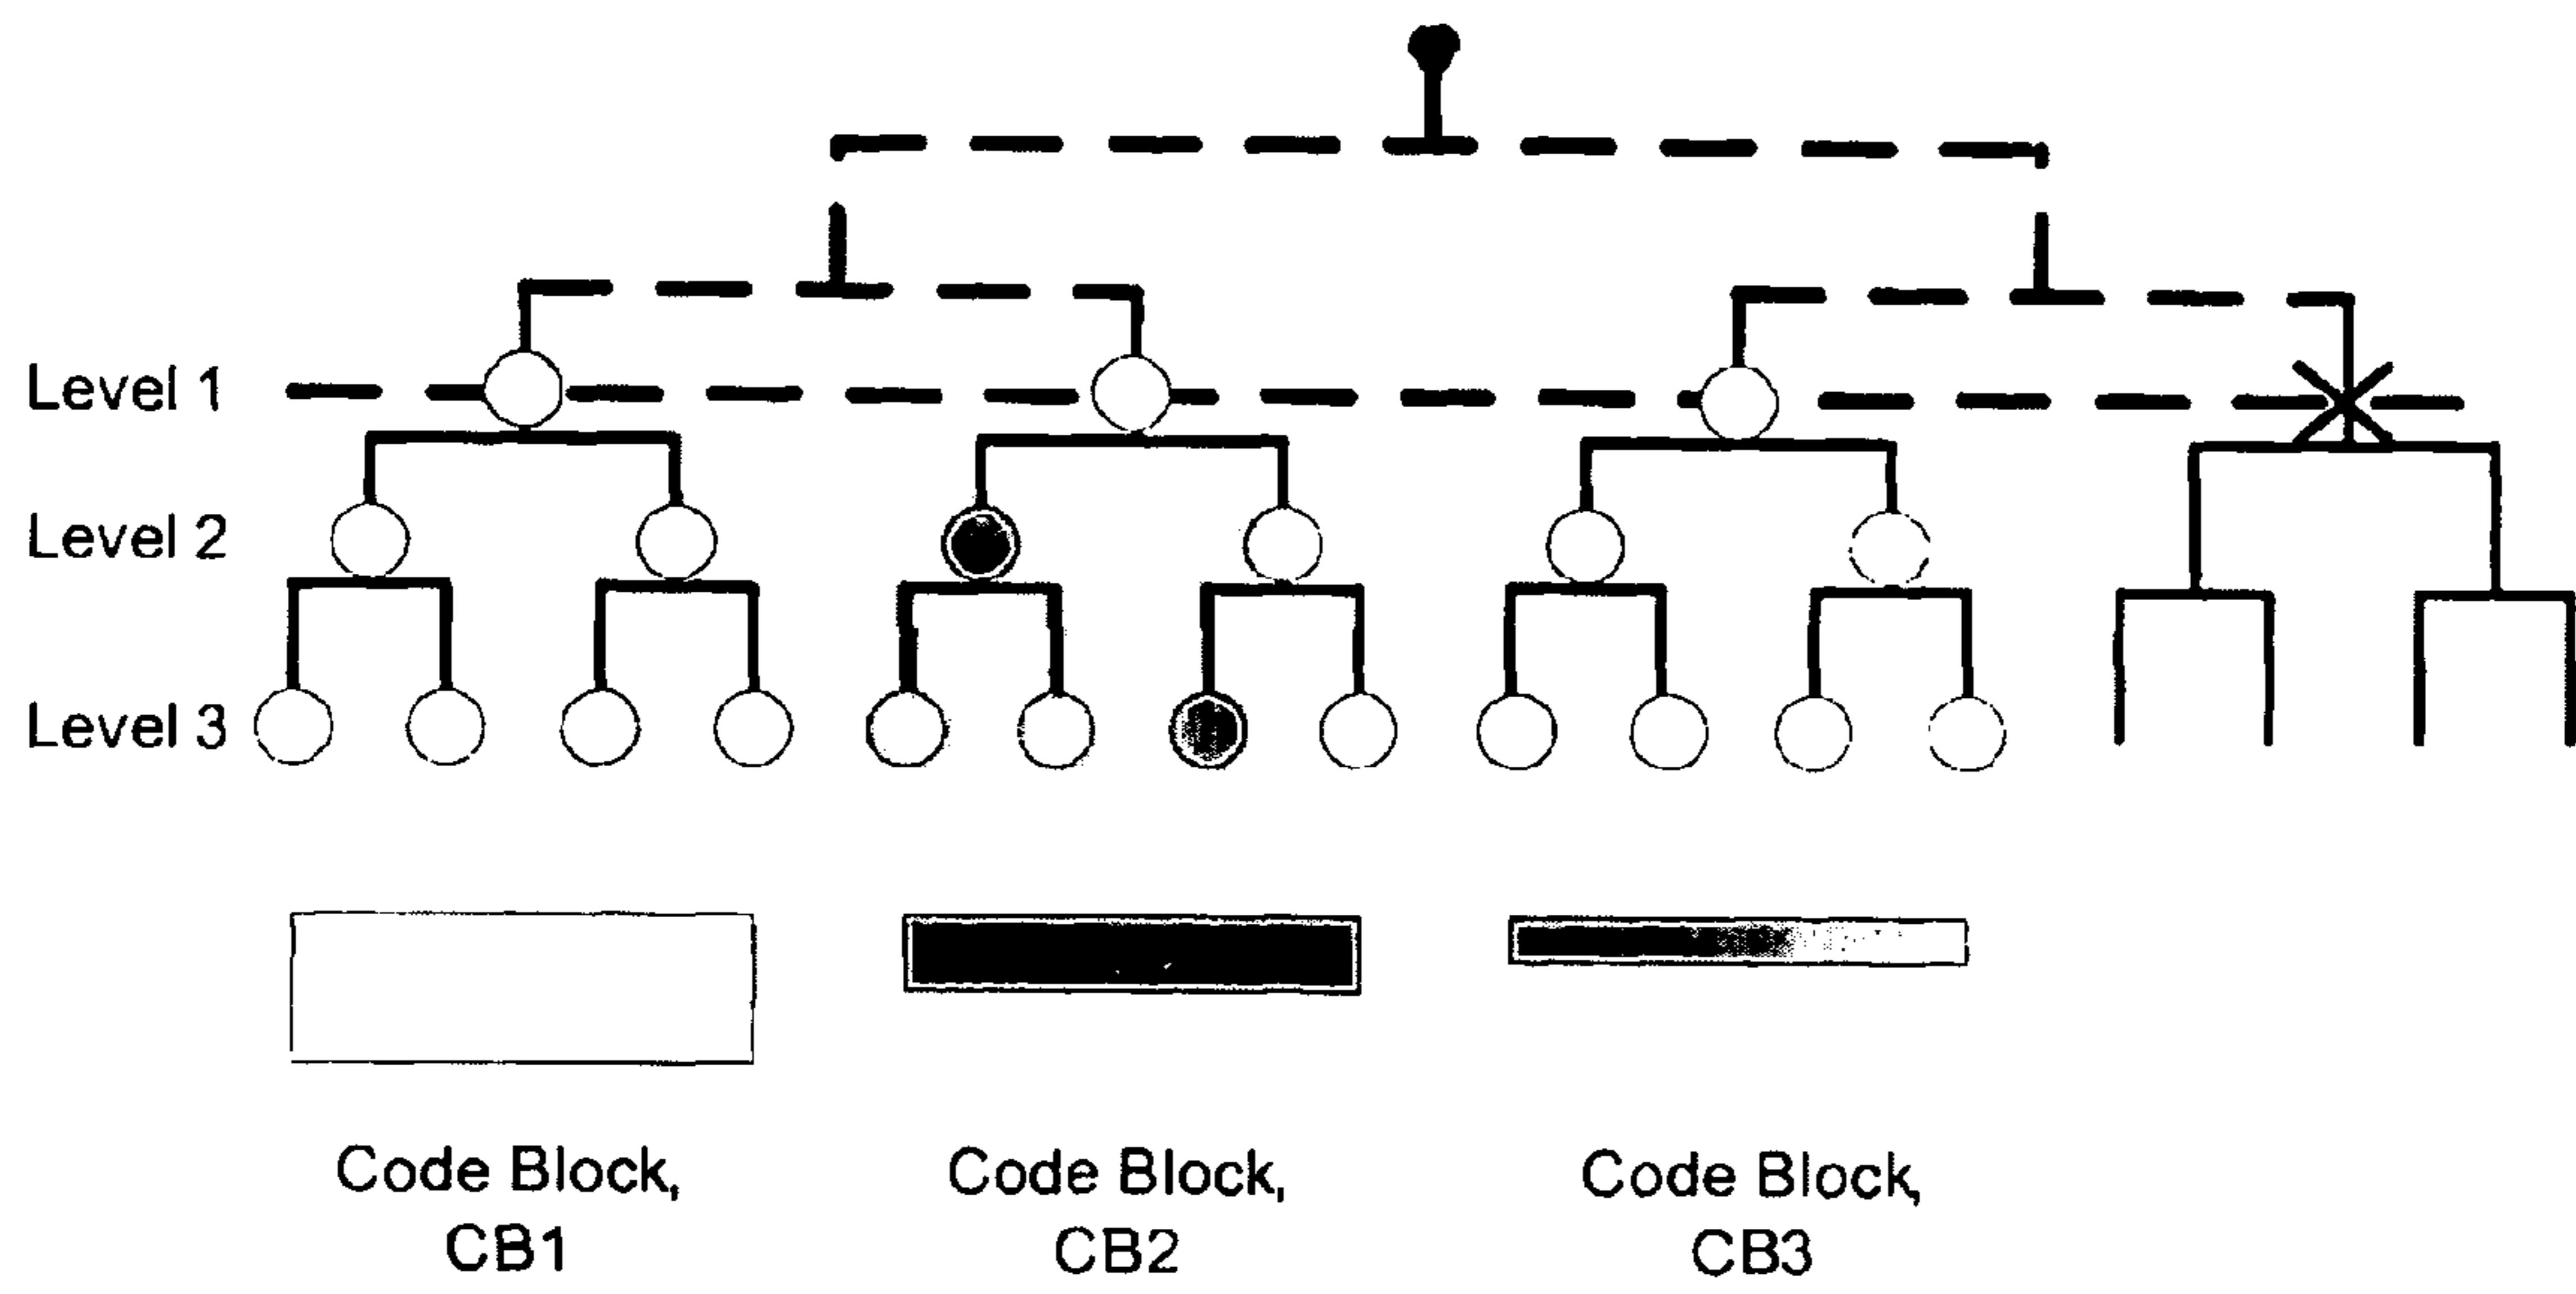 Level 1
Level 2
Level 3
Code Block,
CB1
Code Block,
CB2
Code Block,
CB3